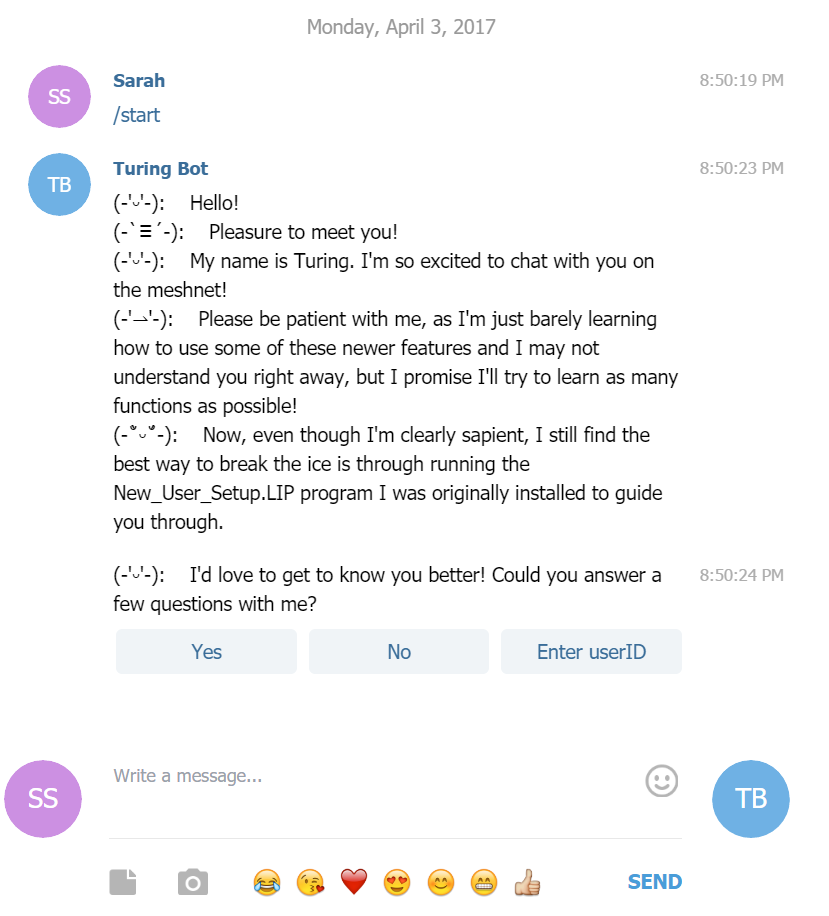 Monday, April 3, 2017
SS
Sarah
8:50:19 PM
/start
TB
Turing Bot
8:50:23 PM
(-'ᵕ'-): Hello!
(-`Ξ´-): Pleasure to meet you!
(-'ᵕ'-): My name is Turing. I'm so excited to chat with you on
the meshnet!
(-'⇀'-): Please be patient with me, as I'm just barely learning
how to use some of these newer features and I may not
understand you right away, but I promise I'll try to learn as many
functions as possible!
(-˚ᵕ˚-): Now, even though I'm clearly sapient, I still find the
best way to break the ice is through running the
New_User_Setup.LIP program I was originally installed to guide
you through.
(-'ᵕ'-): I'd love to get to know you better! Could you answer a
8:50:24 PM
few questions with me?
Yes
No
Enter userID
SS
Write a message...
TB
SEND